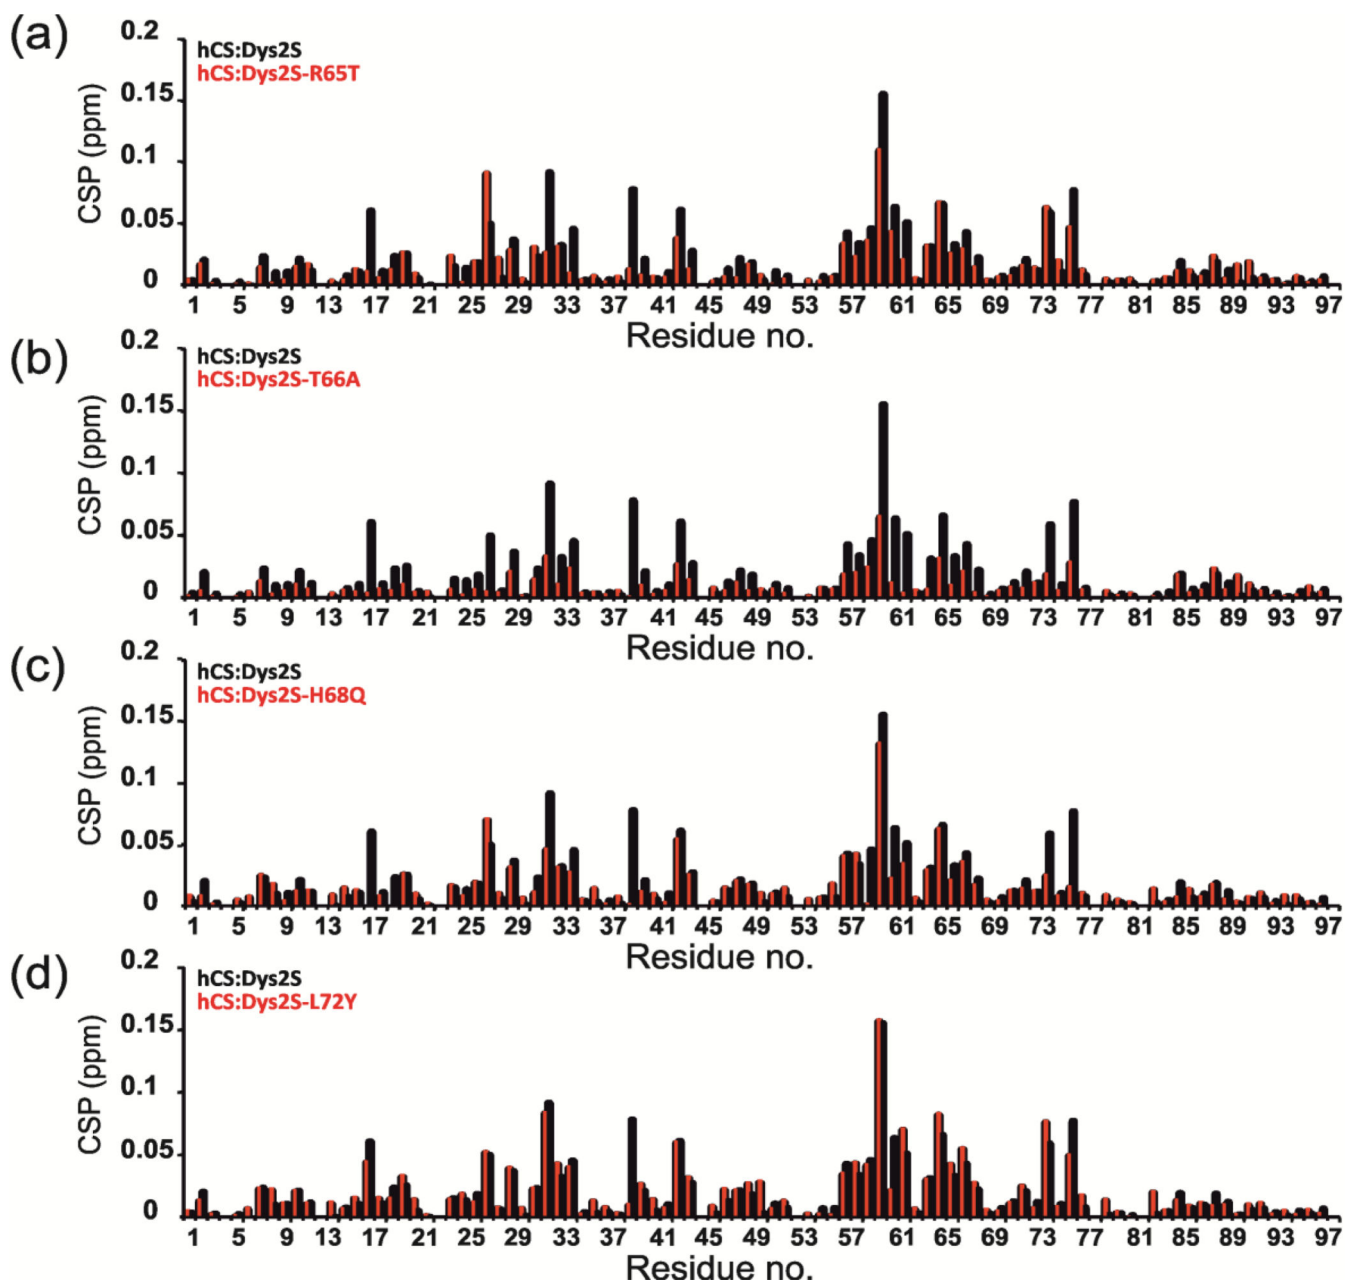 (a)
0.2
0.15
0.1
0.05
0
CSP (ppm)
hCS:Dys2S
hCS:Dys2S-R65T
1 5 9 13 17 21 25 29 33 37 41 45 49 53 57 61 65 69 73 77 81 85 89 93 97
Residue no.
(b)
0.2
0.15
0.1
0.05
0
CSP (ppm)
hCS:Dys2S
hCS:Dys2S-T66A
1 5 9 13 17 21 25 29 33 37 41 45 49 53 57 61 65 69 73 77 81 85 89 93 97
Residue no.
(c)
0.2
0.15
0.1
0.05
0
CSP (ppm)
hCS:Dys2S
hCS:Dys2S-H68Q
1 5 9 13 17 21 25 29 33 37 41 45 49 53 57 61 65 69 73 77 81 85 89 93 97
Residue no.
(d)
0.2
0.15
0.1
0.05
0
CSP (ppm)
hCS:Dys2S
hCS:Dys2S-L72Y
1 5 9 13 17 21 25 29 33 37 41 45 49 53 57 61 65 69 73 77 81 85 89 93 97
Residue no.